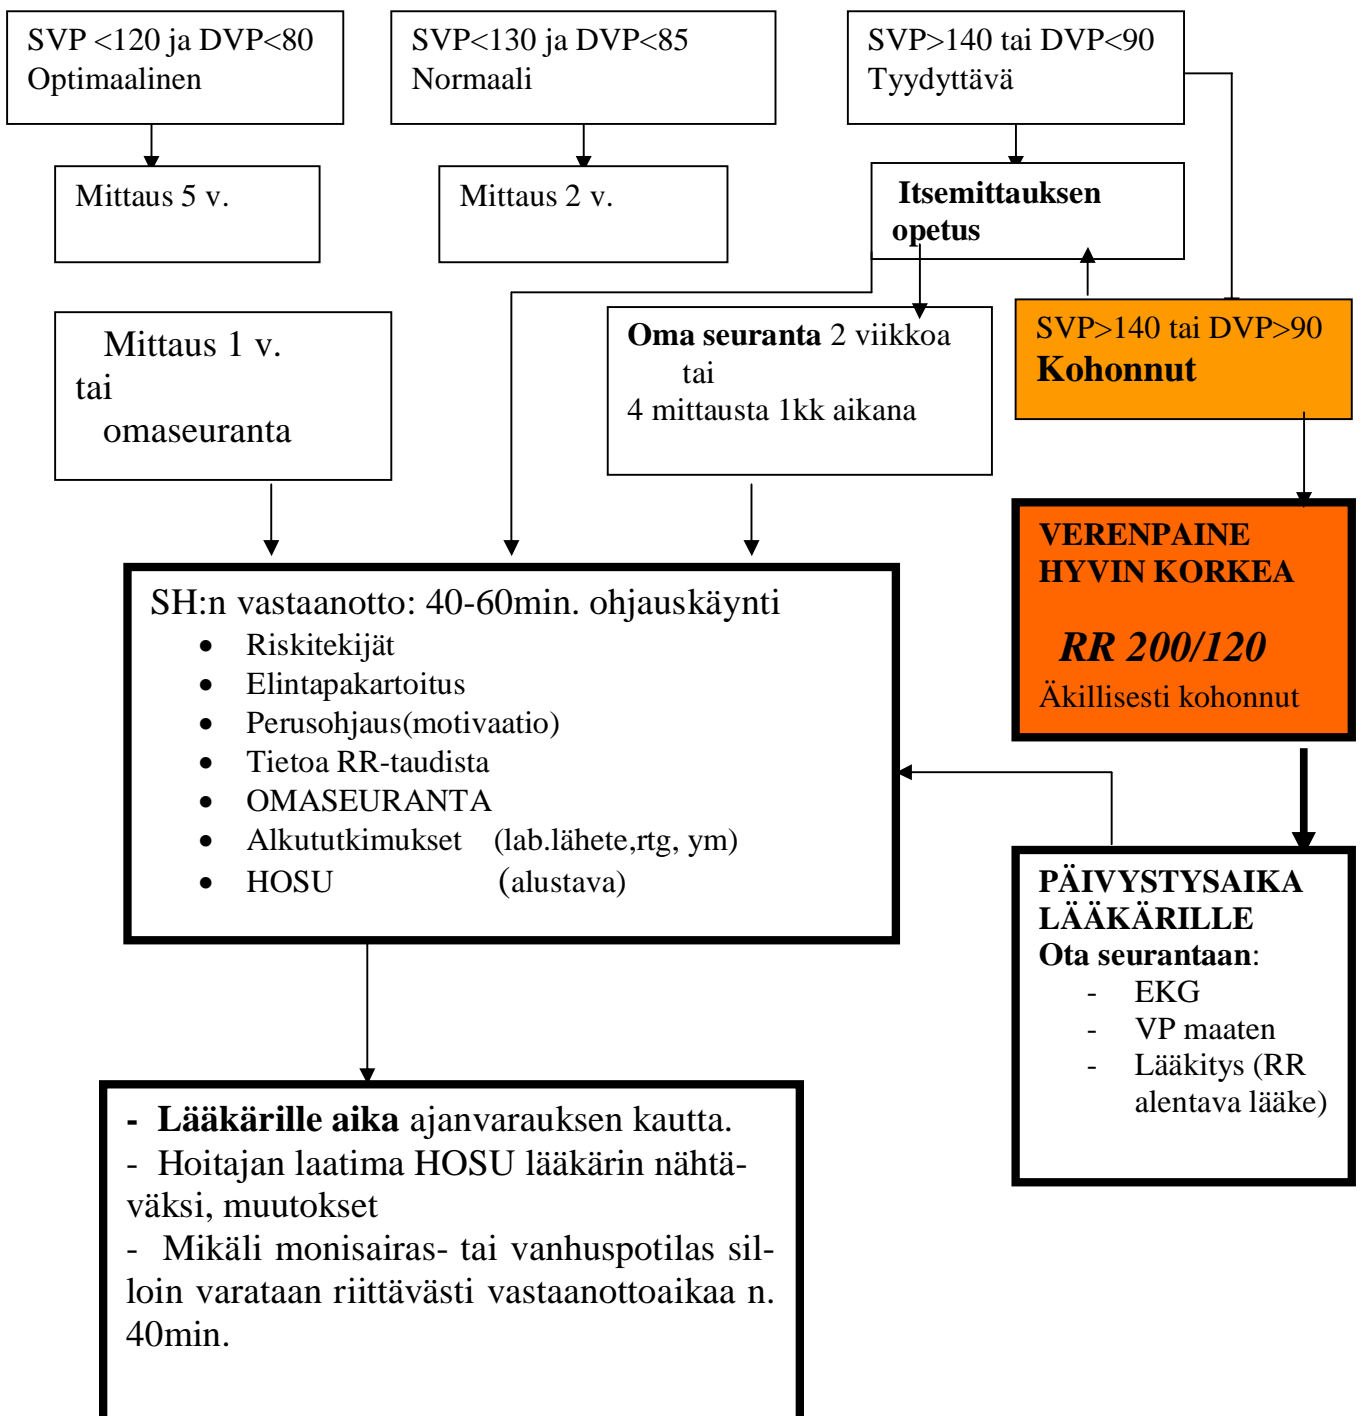 SVP <120 ja DVP<80
Optimaalinen
SVP<130 ja DVP<85
Normaali
SVP>140 tai DVP<90
Tyydyttävä
Mittaus 5 v.
Mittaus 2 v.
Itsemittauksen
opetus
Mittaus 1 v.
tai
omaseuranta
Oma seuranta 2 viikkoa
tai
4 mittausta 1kk aikana
SVP>140 tai DVP>90
Kohonnut
VERENPAINE
HYVIN KORKEA
RR 200/120
Äkillisesti kohonnut
SH:n vastaanotto: 40-60min. ohjauskäynti
• Riskitekijät
• Elintapakartoitus
• Perusohjaus(motivaatio)
• Tietoa RR-taudista
• OMASEURANTA
• Alkututkimukset (lab.lähete,rtg, ym)
• HOSU (alustava)
PÄIVYSTYSAIKA
LÄÄKÄRILLE
Ota seurantaan:
- EKG
- VP maaten
- Lääkitys (RR
alentava lääke)
- Lääkärille aika ajanvarauksen kautta.
- Hoitajan laatima HOSU lääkärin nähtä-
väksi, muutokset
- Mikäli monisairas- tai vanhuspotilas sil-
loin varataan riittävästi vastaanottoaikaa n.
40min.